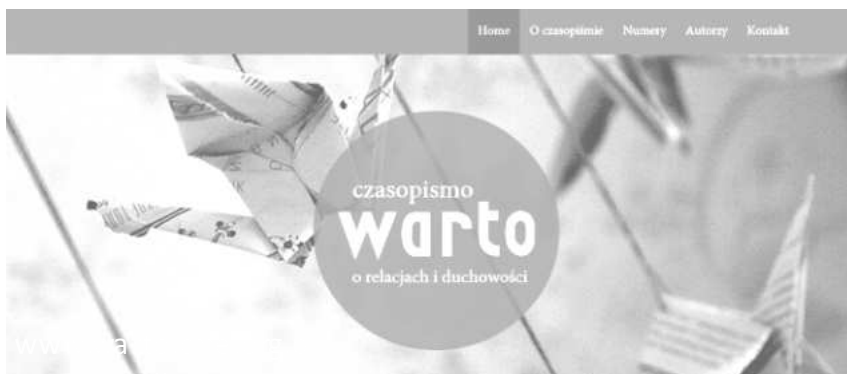 Home O czasopiśmie Numery Autorzy Kontakt
czasopismo
warto
o relacjach i duchowości